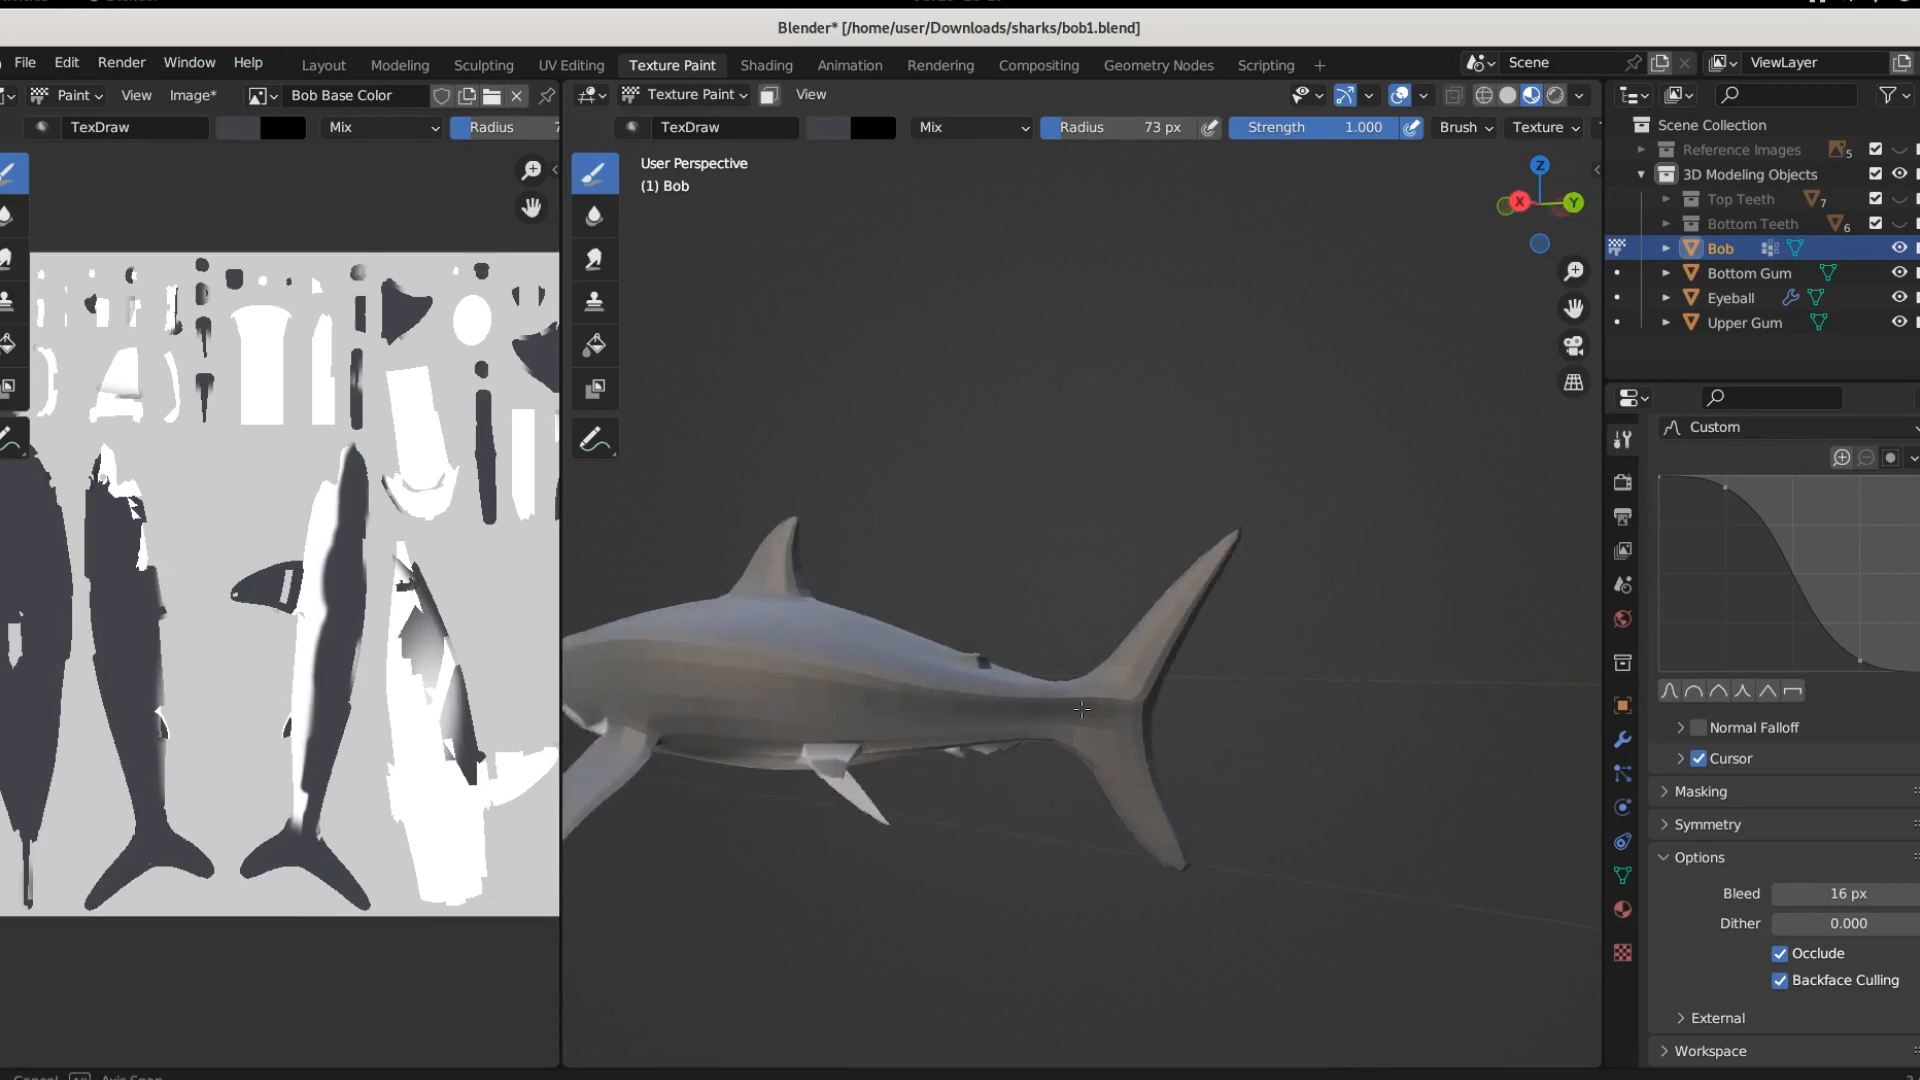 Blender* [/home/user/Downloads/sharks/bob1.blend]
File Edit Render Window Help Layout Modeling Sculpting UV Editing Texture Paint Shading Animation Rendering Compositing Geometry Nodes Scripting + Scene ViewLayer
Paint View Image* Bob Base Color Texture Paint View
TexDraw Mix Radius 7 TexDraw Mix Radius 73 px Strength 1.000 Brush Texture
User Perspective
(1) Bob
Z
X
Y
Scene Collection
Reference Images 5
3D Modeling Objects
Top Teeth 7
Bottom Teeth 6
Bob
Bottom Gum
Eyeball
Upper Gum
Custom
Normal Falloff
Cursor
Masking
Symmetry
Options
Bleed 16 px
Dither 0.000
Occlude
Backface Culling
External
Workspace